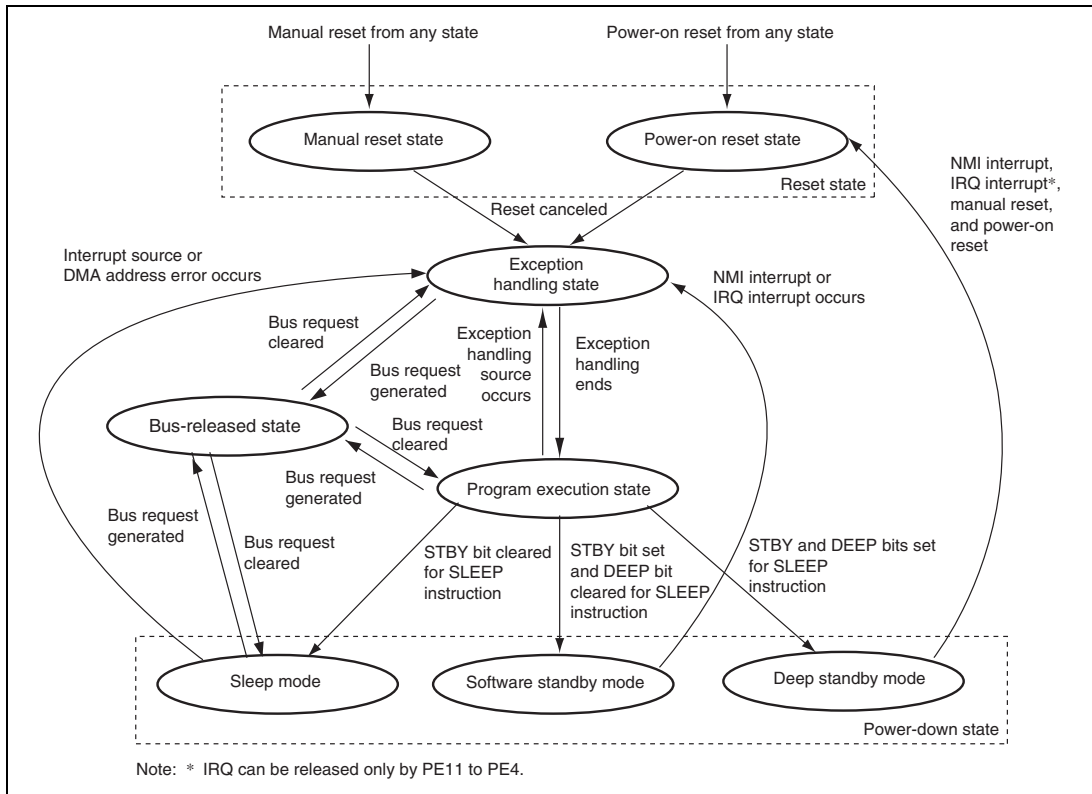 Manual reset from any state
Power-on reset from any state
Manual reset state
Power-on reset state
Reset state
NMI interrupt,
IRQ interrupt*,
manual reset,
and power-on
reset
Reset canceled
Interrupt source or
DMA address error occurs
Exception
handling state
NMI interrupt or
IRQ interrupt occurs
Bus request
cleared
Bus request
generated
Exception
handling
source
occurs
Exception
handling
ends
Bus-released state
Bus request
cleared
Bus request
generated
Program execution state
Bus request
generated
Bus request
cleared
STBY bit cleared
for SLEEP
instruction
STBY bit set
and DEEP bit
cleared for SLEEP
instruction
STBY and DEEP bits set
for SLEEP
instruction
Sleep mode
Software standby mode
Deep standby mode
Power-down state
Note: * IRQ can be released only by PE11 to PE4.